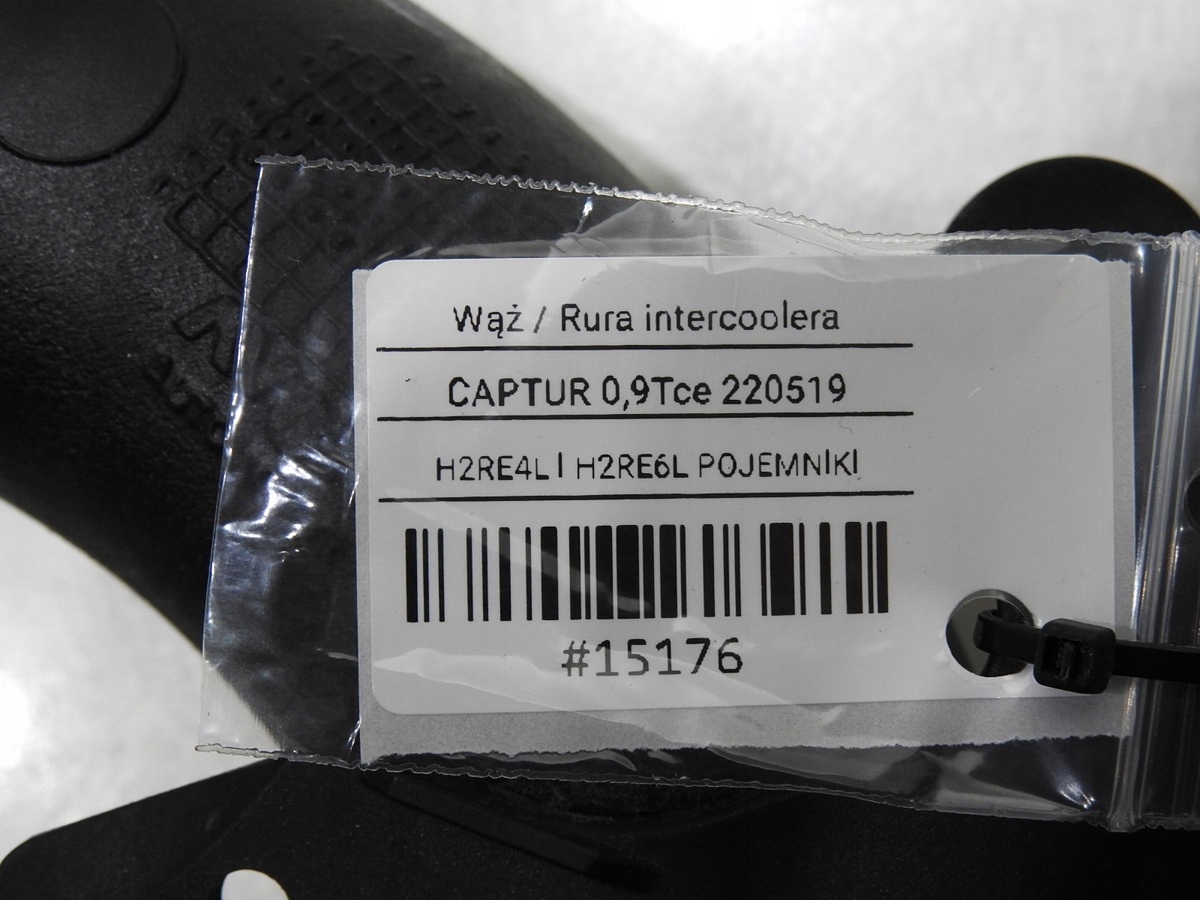 Wąż / Rura intercoolera
CAPTUR 0,9Tce 220519
H2RE4L I H2RE6L POJEMNIKI
#15176